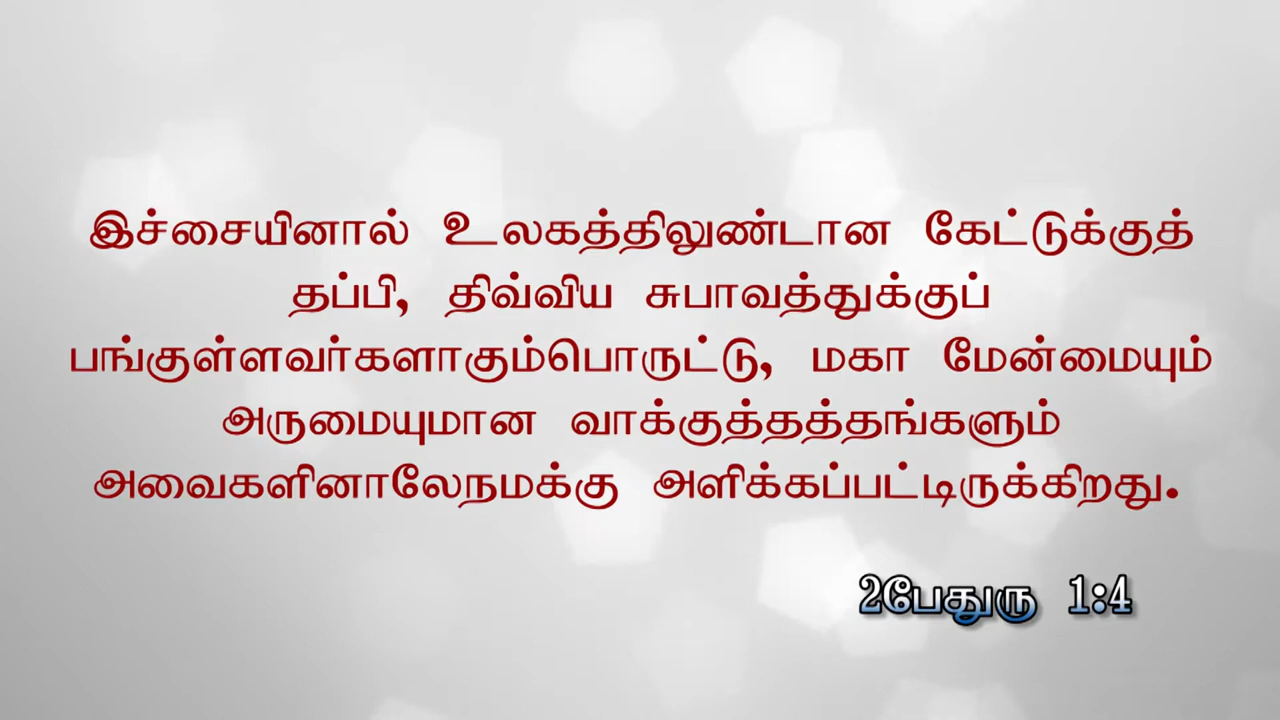 இச்சையினால் உலகத்திலுண்டான கேட்டுக்குத்
தப்பி, திவ்விய சுபாவத்துக்குப்
பங்குள்ளவர்களாகும்பொருட்டு, மகா மேன்மையும்
அருமையுமான வாக்குத்தத்தங்களும்
அவைகளினாலேநமக்கு அளிக்கப்பட்டிருக்கிறது.
2பேதுரு 1:4